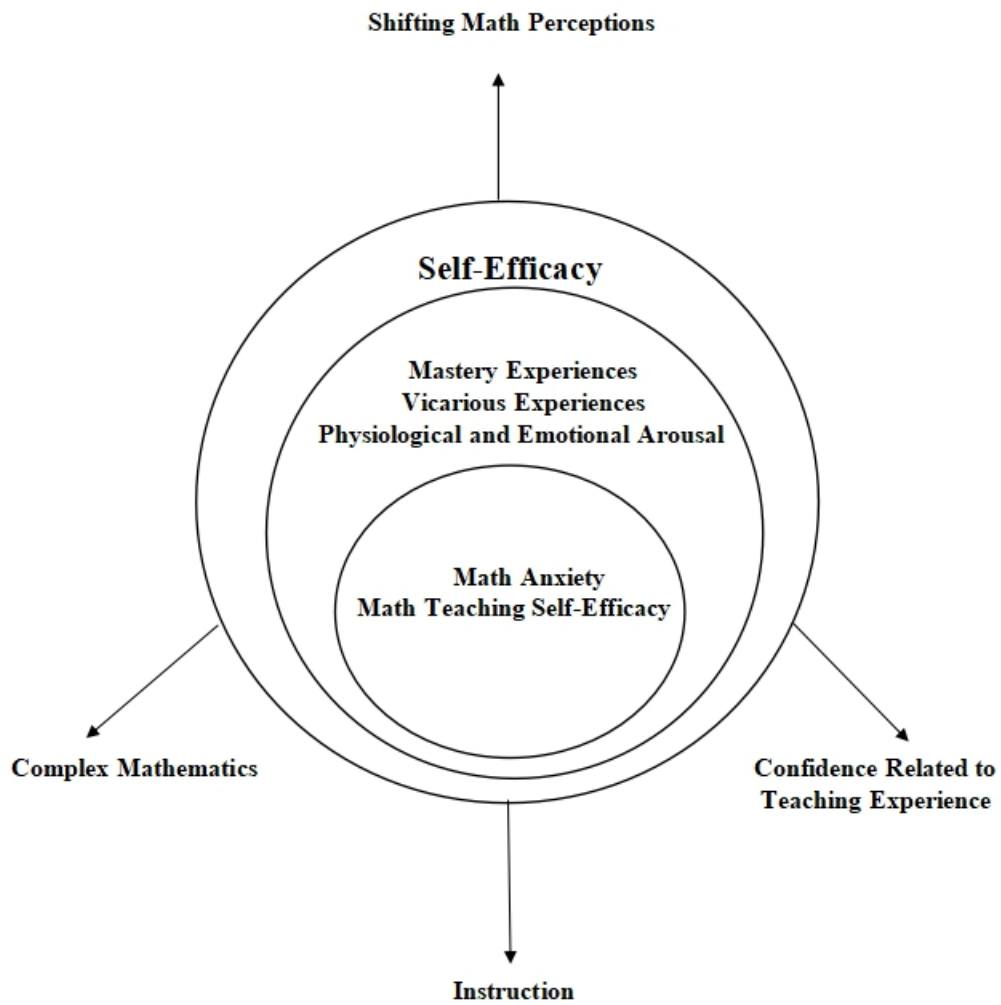 Shifting Math Perceptions
Self-Efficacy
Mastery Experiences
Vicarious Experiences
Physiological and Emotional Arousal
Math Anxiety
Math Teaching Self-Efficacy
Complex Mathematics
Confidence Related to
Teaching Experience
Instruction